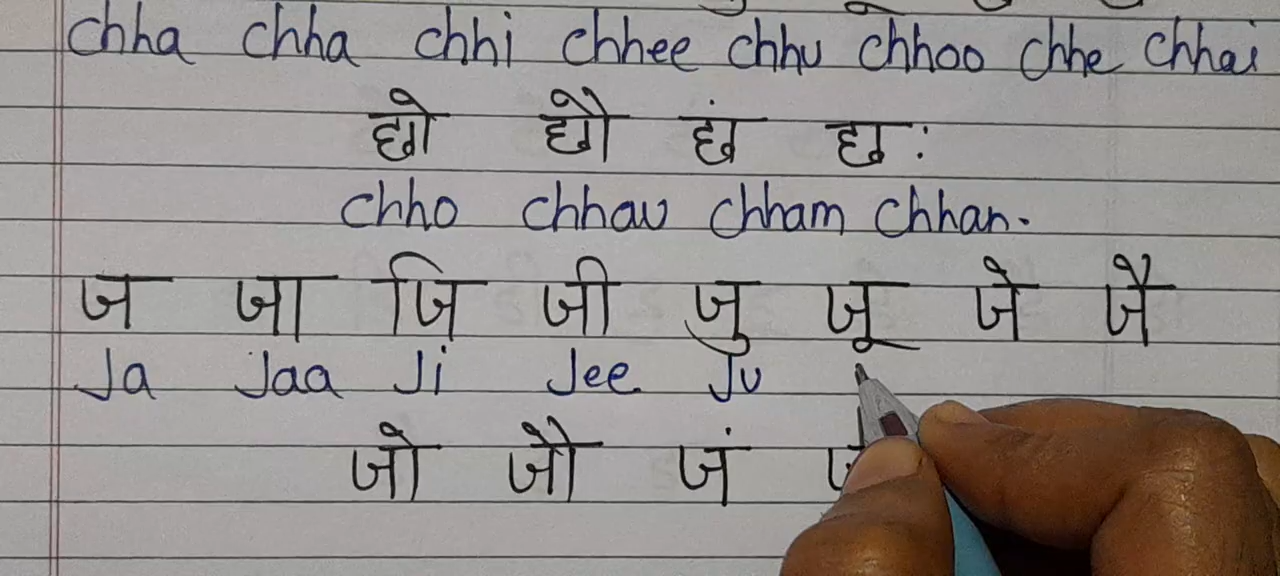 chha chha chhi chhee chhu chhoo chhe chhai
छो छौ छं छ:
chho chhau chham chhan.
ज जा जि जी जु जू जे जै
Ja Jaa Ji Jee Ju
जो जौ जं